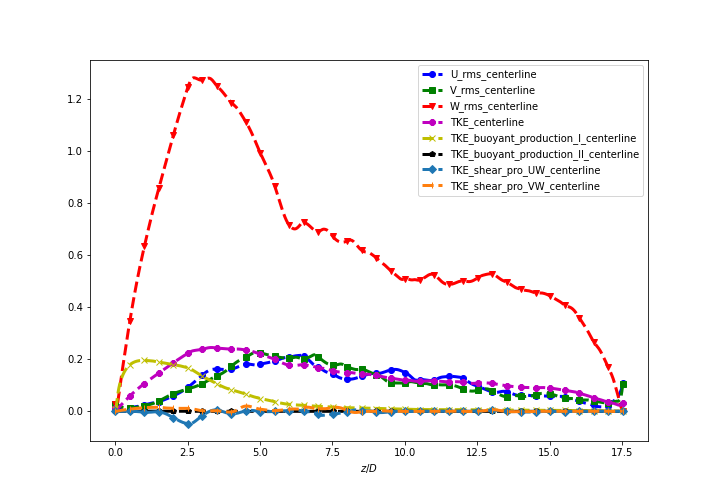 U_rms_centerline
V_rms_centerline
W_rms_centerline
TKE_centerline
TKE_buoyant_production_I_centerline
TKE_buoyant_production_II_centerline
TKE_shear_pro_UW_centerline
TKE_shear_pro_VW_centerline
1.2
1.0
0.8
0.6
0.4
0.2
0.0
0.0 2.5 5.0 7.5 10.0 12.5 15.0 17.5
z/D